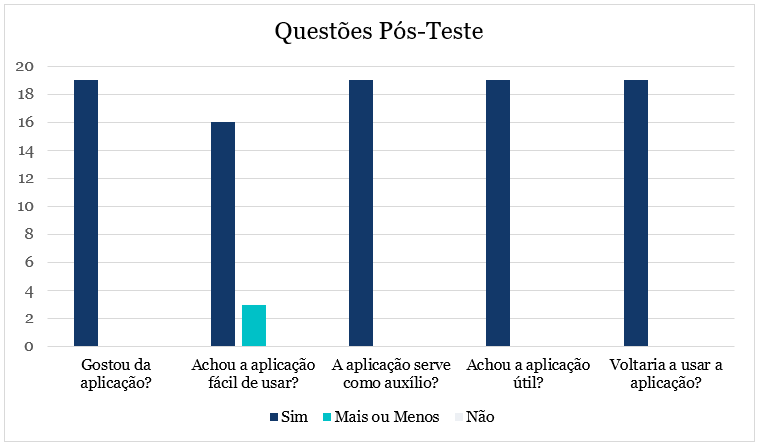 Questões Pós-Teste
20
18
16
14
12
10
8
6
4
2
0
Gostou da
aplicação?
Achou a aplicação
fácil de usar?
A aplicação serve
como auxílio?
Achou a aplicação
útil?
Voltaria a usar a
aplicação?
Sim Mais ou Menos Não